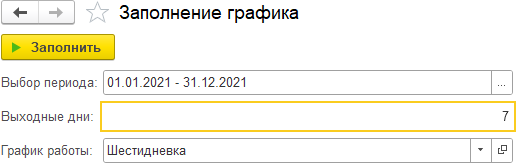 Заполнение графика
Заполнить
Выбор периода: 01.01.2021 - 31.12.2021 ...
Выходные дни: 7
График работы: Шестидневка